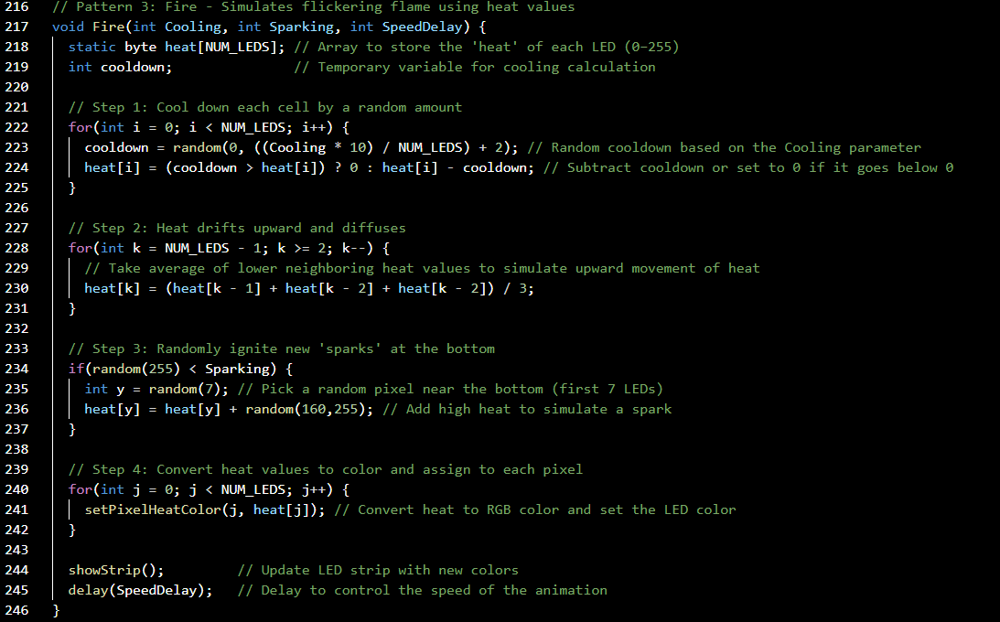 216 // Pattern 3: Fire - Simulates flickering flame using heat values
217 void Fire(int Cooling, int Sparking, int SpeedDelay) {
218   static byte heat[NUM_LEDS]; // Array to store the 'heat' of each LED (0–255)
219   int cooldown;               // Temporary variable for cooling calculation
220
221   // Step 1: Cool down each cell by a random amount
222   for(int i = 0; i < NUM_LEDS; i++) {
223     cooldown = random(0, ((Cooling * 10) / NUM_LEDS) + 2); // Random cooldown based on the Cooling parameter
224     heat[i] = (cooldown > heat[i]) ? 0 : heat[i] - cooldown; // Subtract cooldown or set to 0 if it goes below 0
225   }
226
227   // Step 2: Heat drifts upward and diffuses
228   for(int k = NUM_LEDS - 1; k >= 2; k--) {
229     // Take average of lower neighboring heat values to simulate upward movement of heat
230     heat[k] = (heat[k - 1] + heat[k - 2] + heat[k - 2]) / 3;
231   }
232
233   // Step 3: Randomly ignite new 'sparks' at the bottom
234   if(random(255) < Sparking) {
235     int y = random(7); // Pick a random pixel near the bottom (first 7 LEDs)
236     heat[y] = heat[y] + random(160,255); // Add high heat to simulate a spark
237   }
238
239   // Step 4: Convert heat values to color and assign to each pixel
240   for(int j = 0; j < NUM_LEDS; j++) {
241     setPixelHeatColor(j, heat[j]); // Convert heat to RGB color and set the LED color
242   }
243
244   showStrip();         // Update LED strip with new colors
245   delay(SpeedDelay);   // Delay to control the speed of the animation
246 }